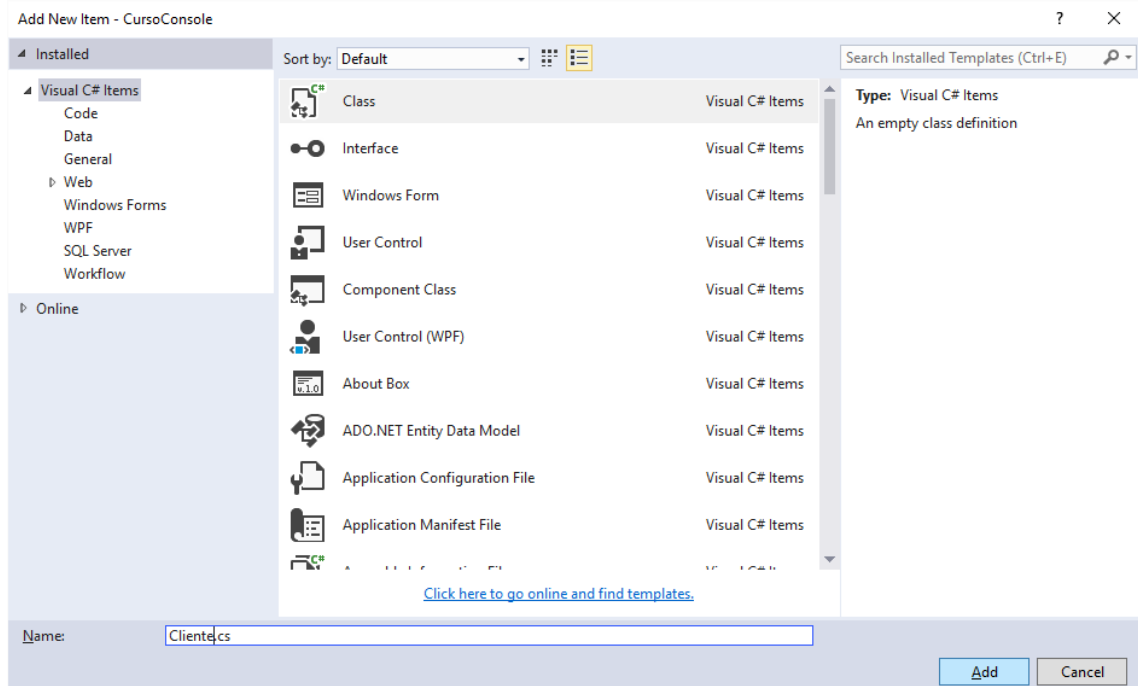 Add New Item - CursoConsole
?
Installed
Sort by: Default
Search Installed Templates (Ctrl+E)
Visual C# Items
Code
Data
General
Web
Windows Forms
WPF
SQL Server
Workflow
Online
C#
Class Visual C# Items
Interface Visual C# Items
Windows Form Visual C# Items
User Control Visual C# Items
Component Class Visual C# Items
User Control (WPF) Visual C# Items
v.1.0
About Box Visual C# Items
ADO.NET Entity Data Model Visual C# Items
Application Configuration File Visual C# Items
Application Manifest File Visual C# Items
C#
Type: Visual C# Items
An empty class definition
Click here to go online and find templates.
Name: Cliente.cs
Add Cancel